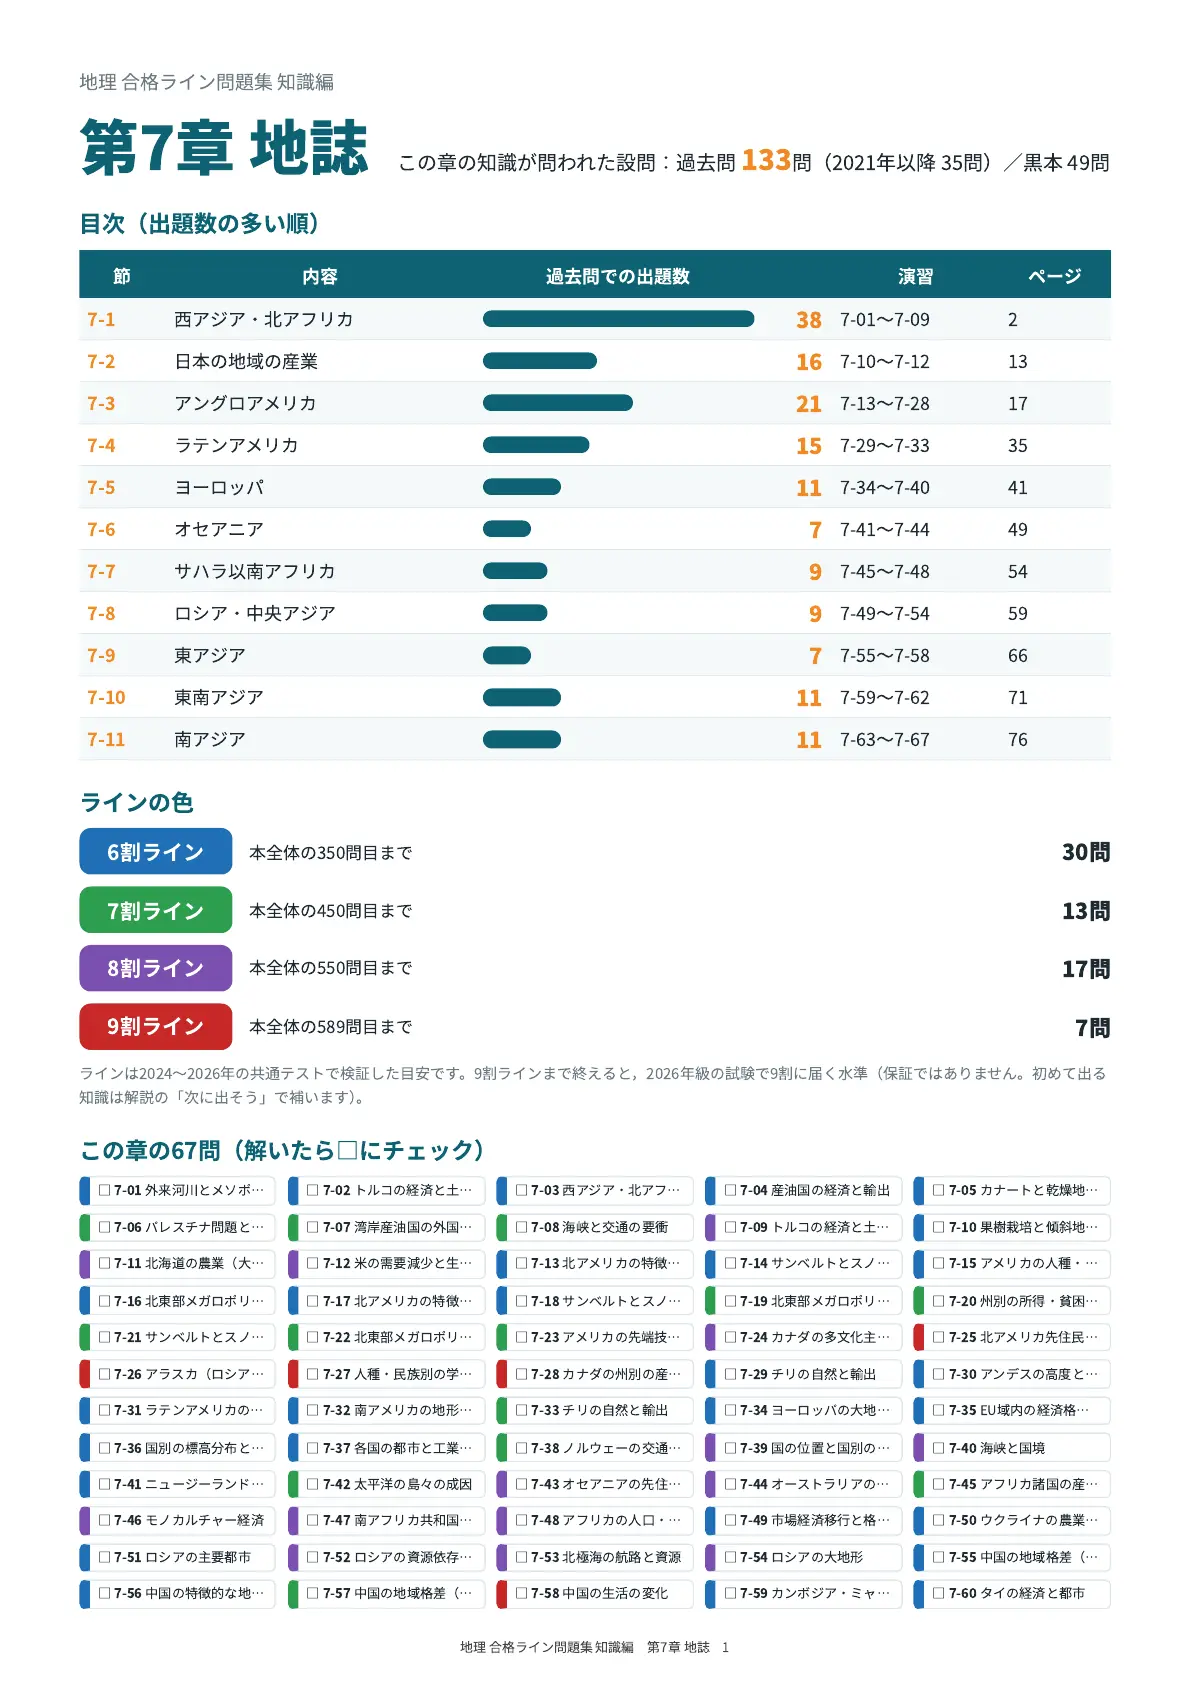 地理 合格ライン問題集 知識編
第7章 地誌 この章の知識が問われた設問：過去問 133問（2021年以降 35問）／黒本 49問
目次（出題数の多い順）
節 内容 過去問での出題数 演習 ページ
7-1 西アジア・北アフリカ 38 7-01〜7-09 2
7-2 日本の地域の産業 16 7-10〜7-12 13
7-3 アングロアメリカ 21 7-13〜7-28 17
7-4 ラテンアメリカ 15 7-29〜7-33 35
7-5 ヨーロッパ 11 7-34〜7-40 41
7-6 オセアニア 7 7-41〜7-44 49
7-7 サハラ以南アフリカ 9 7-45〜7-48 54
7-8 ロシア・中央アジア 9 7-49〜7-54 59
7-9 東アジア 7 7-55〜7-58 66
7-10 東南アジア 11 7-59〜7-62 71
7-11 南アジア 11 7-63〜7-67 76
ラインの色
6割ライン 本全体の350問目まで 30問
7割ライン 本全体の450問目まで 13問
8割ライン 本全体の550問目まで 17問
9割ライン 本全体の589問目まで 7問
ラインは2024〜2026年の共通テストで検証した目安です。9割ラインまで終えると，2026年級の試験で9割に届く水準（保証ではありません。初めて出る
知識は解説の「次に出そう」で補います）。
この章の67問（解いたら□にチェック）
□ 7-01 外来河川とメソポ… □ 7-02 トルコの経済と土… □ 7-03 西アジア・北アフ… □ 7-04 産油国の経済と輸出 □ 7-05 カナートと乾燥地…
□ 7-06 パレスチナ問題と… □ 7-07 湾岸産油国の外国… □ 7-08 海峡と交通の要衝 □ 7-09 トルコの経済と土… □ 7-10 果樹栽培と傾斜地…
□ 7-11 北海道の農業（大… □ 7-12 米の需要減少と生… □ 7-13 北アメリカの特徴… □ 7-14 サンベルトとスノ… □ 7-15 アメリカの人種・…
□ 7-16 北東部メガロポリ… □ 7-17 北アメリカの特徴… □ 7-18 サンベルトとスノ… □ 7-19 北東部メガロポリ… □ 7-20 州別の所得・貧困…
□ 7-21 サンベルトとスノ… □ 7-22 北東部メガロポリ… □ 7-23 アメリカの先端技… □ 7-24 カナダの多文化主… □ 7-25 北アメリカ先住民…
□ 7-26 アラスカ（ロシア… □ 7-27 人種・民族別の学… □ 7-28 カナダの州別の産… □ 7-29 チリの自然と輸出 □ 7-30 アンデスの高度と…
□ 7-31 ラテンアメリカの… □ 7-32 南アメリカの地形… □ 7-33 チリの自然と輸出 □ 7-34 ヨーロッパの大地… □ 7-35 EU域内の経済格…
□ 7-36 国別の標高分布と… □ 7-37 各国の都市と工業… □ 7-38 ノルウェーの交通… □ 7-39 国の位置と国別の… □ 7-40 海峡と国境
□ 7-41 ニュージーランド… □ 7-42 太平洋の島々の成因 □ 7-43 オセアニアの先住… □ 7-44 オーストラリアの… □ 7-45 アフリカ諸国の産…
□ 7-46 モノカルチャー経済 □ 7-47 南アフリカ共和国… □ 7-48 アフリカの人口・… □ 7-49 市場経済移行と格… □ 7-50 ウクライナの農業…
□ 7-51 ロシアの主要都市 □ 7-52 ロシアの資源依存… □ 7-53 北極海の航路と資源 □ 7-54 ロシアの大地形 □ 7-55 中国の地域格差（…
□ 7-56 中国の特徴的な地… □ 7-57 中国の地域格差（… □ 7-58 中国の生活の変化 □ 7-59 カンボジア・ミャ… □ 7-60 タイの経済と都市
地理 合格ライン問題集 知識編 第7章 地誌 1